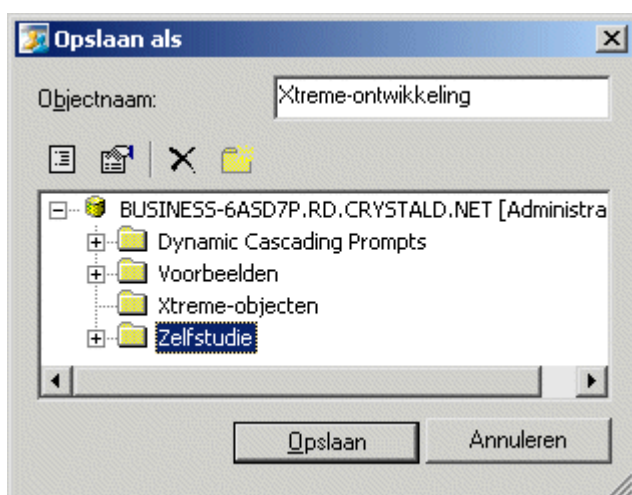 Opslaan als
Objectnaam: Xtreme-ontwikkeling
BUSINESS-6ASD7P.RD.CRYSTALD.NET [Administra
Dynamic Cascading Prompts
Voorbeelden
Xtreme-objecten
Zelfstudie
Opslaan Annuleren